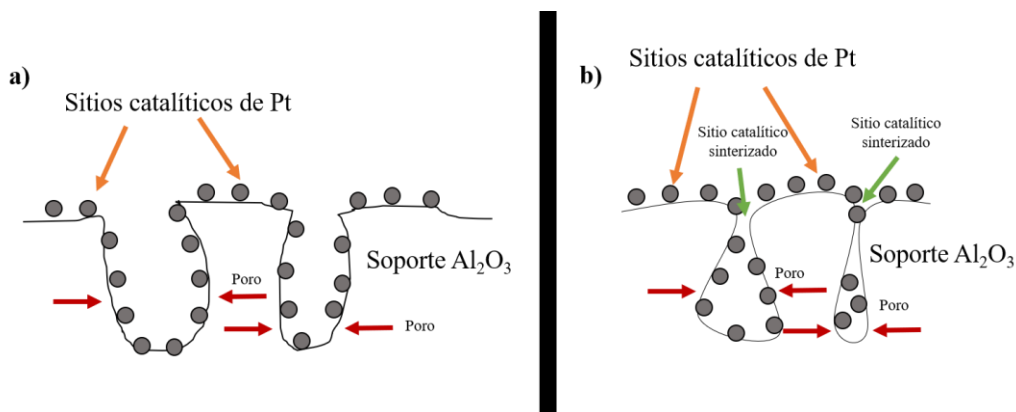 a)
Sitios catalíticos de Pt
Soporte Al₂O₃
Poro
Poro
b)
Sitios catalíticos de Pt
Sitio catalítico
sinterizado
Sitio catalítico
sinterizado
Soporte Al₂O₃
Poro
Poro